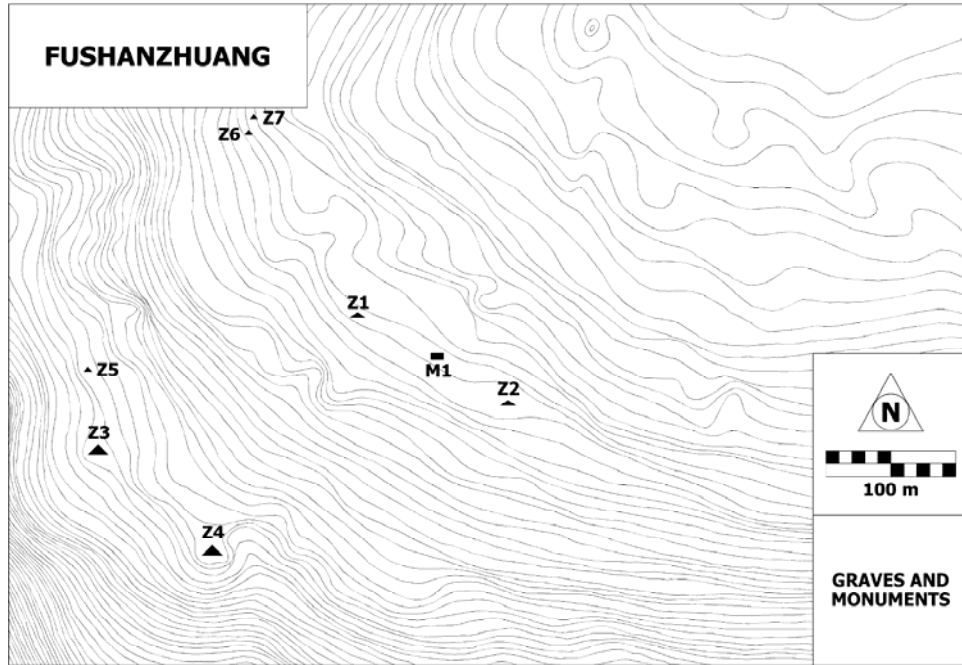 FUSHANZHUANG
Z7
Z6
Z1
M1
Z2
Z5
Z3
Z4
N
100 m
GRAVES AND
MONUMENTS